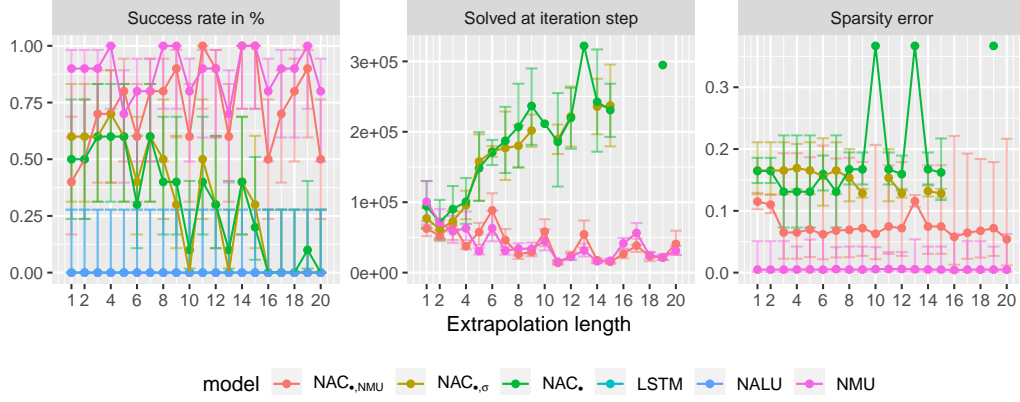 Success rate in %
Solved at iteration step
Sparsity error
1.00
0.75
0.50
0.25
0.00
1 2 4 6 8 10 12 14 16 18 20
3e+05
2e+05
1e+05
0e+00
1 2 4 6 8 10 12 14 16 18 20
0.3
0.2
0.1
0.0
1 2 4 6 8 10 12 14 16 18 20
Extrapolation length
model NAC•,NMU NAC•,σ NAC• LSTM NALU NMU